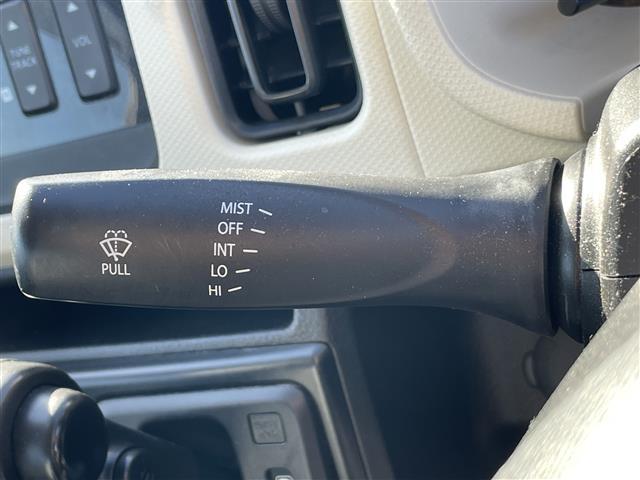 TUNE
TRACK
VOL
MIST
OFF
INT
LO
HI
PULL